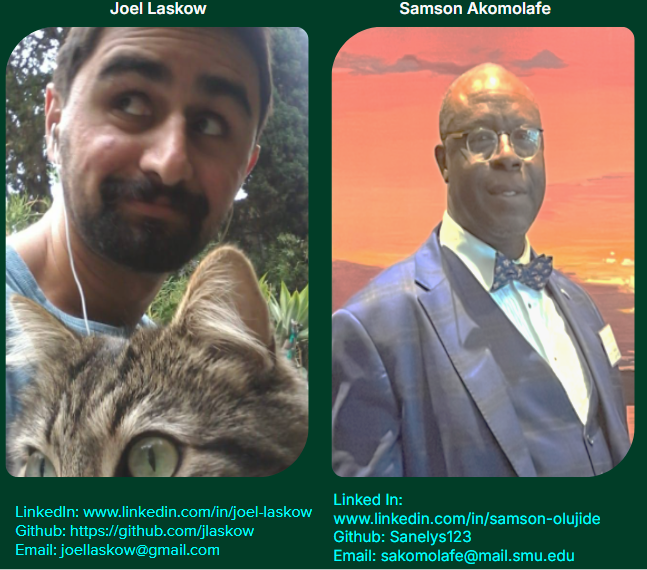 Joel Laskow
Samson Akomolafe
LinkedIn: www.linkedin.com/in/joel-laskow
Github: https://github.com/jlaskow
Email: joellaskow@gmail.com
Linked In:
www.linkedin.com/in/samson-olujide
Github: Sanelys123
Email: sakomolafe@mail.smu.edu